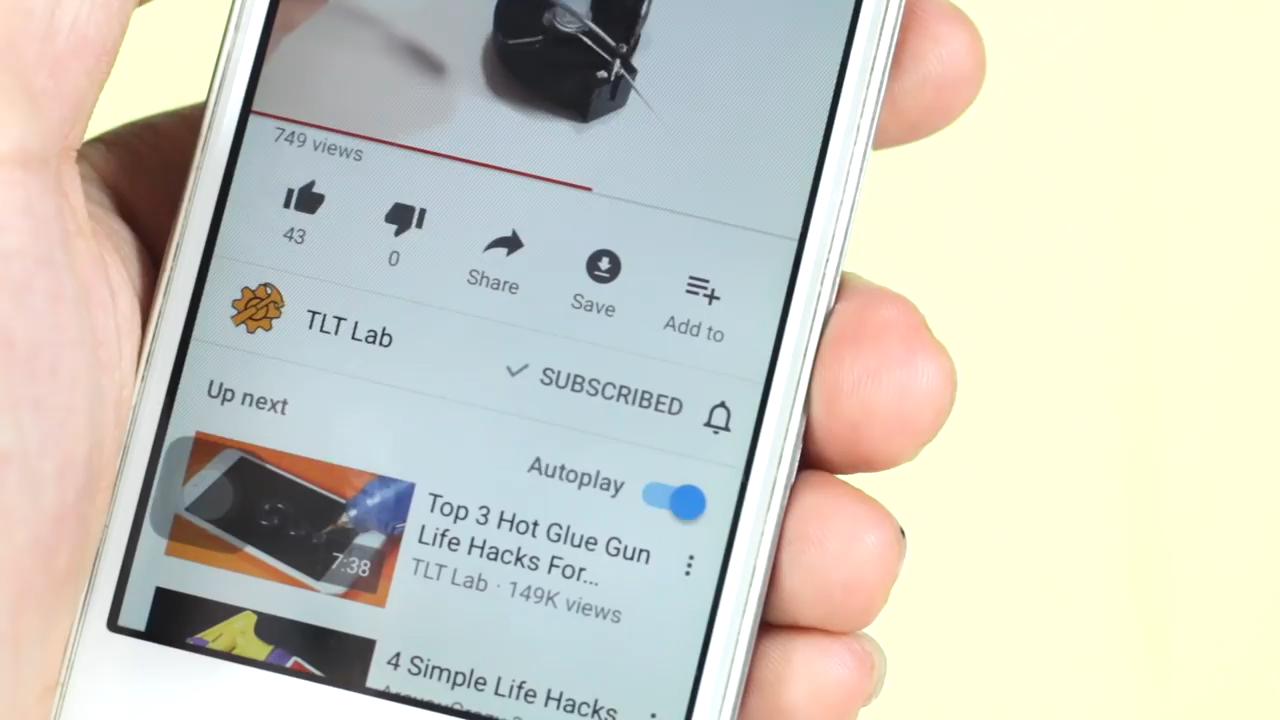 749 views
43
0
Share
Save
Add to
TLT Lab
SUBSCRIBED
Up next
Autoplay
Top 3 Hot Glue Gun
Life Hacks For...
TLT Lab · 149K views
7:38
4 Simple Life Hacks